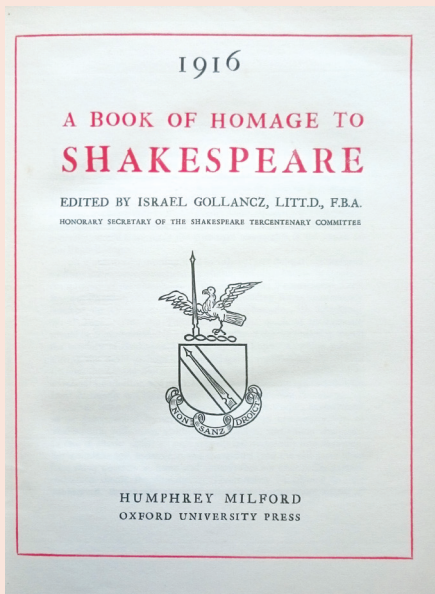 1916
A BOOK OF HOMAGE TO
SHAKESPEARE
EDITED BY ISRAEL GOLLANCZ, LITT.D., F.B.A.
HONORARY SECRETARY OF THE SHAKESPEARE TERCENTENARY COMMITTEE
NON SANZ DROICT
HUMPHREY MILFORD
OXFORD UNIVERSITY PRESS